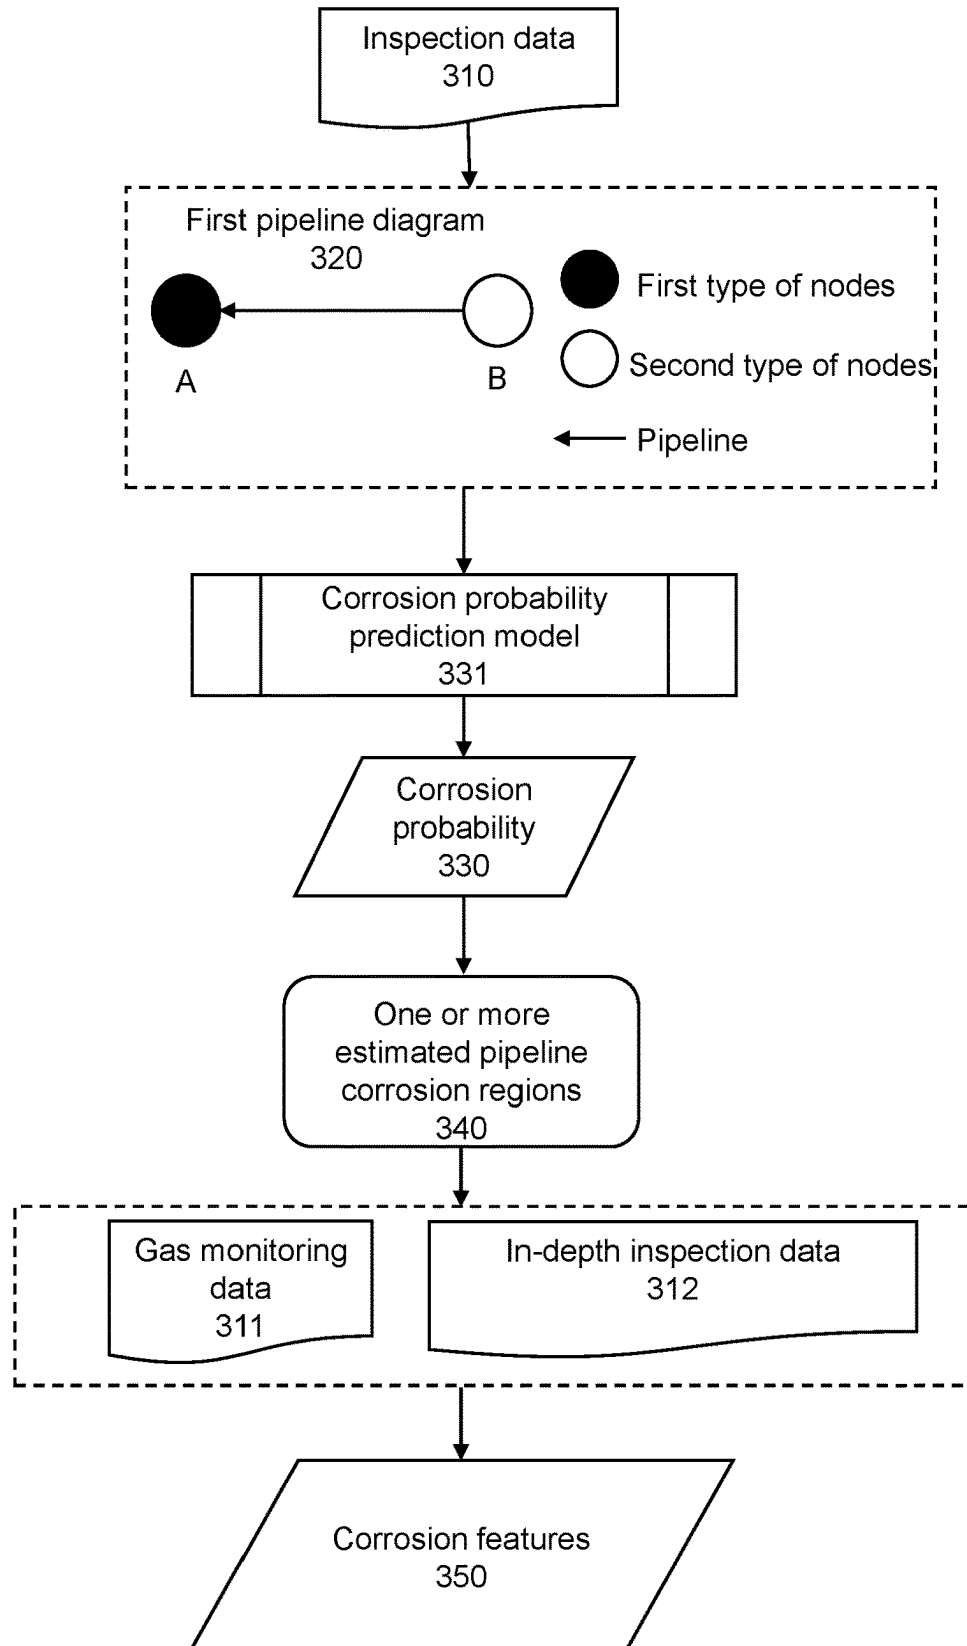 Inspection data
310
First pipeline diagram
320
First type of nodes
Second type of nodes
A
B
Pipeline
Corrosion probability
prediction model
331
Corrosion
probability
330
One or more
estimated pipeline
corrosion regions
340
Gas monitoring
data
311
In-depth inspection data
312
Corrosion features
350